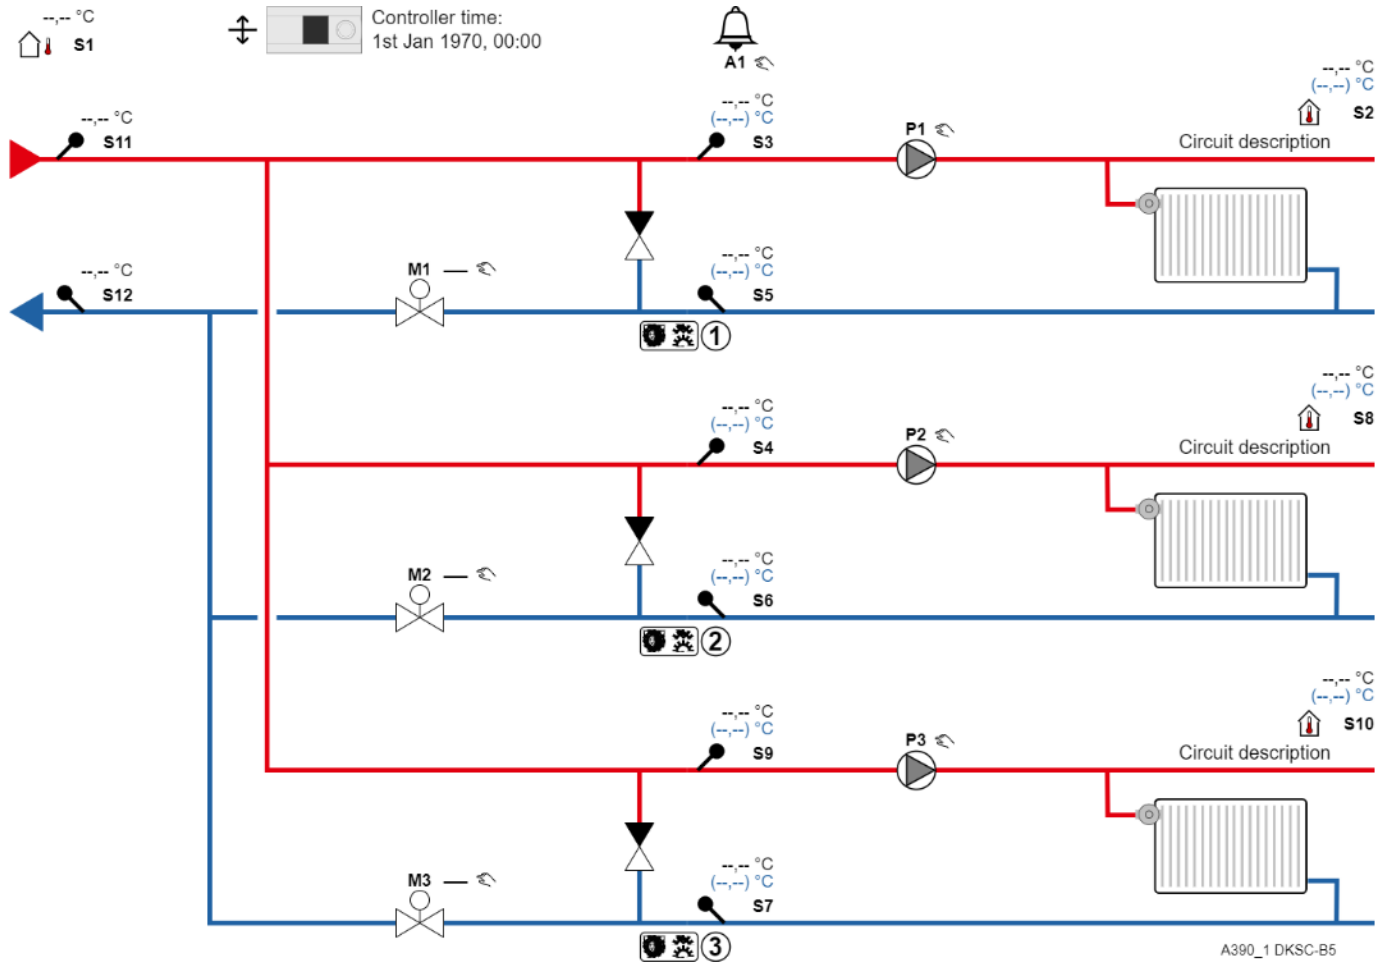 --,-- °C
S1
Controller time:
1st Jan 1970, 00:00
A1
--,-- °C
(--,--) °C
S2
Circuit description
--,-- °C
S11
--,-- °C
(--,--) °C
S3
P1
--,-- °C
S12
M1 —
--,-- °C
(--,--) °C
S5
1
--,-- °C
(--,--) °C
S8
Circuit description
--,-- °C
(--,--) °C
S4
P2
M2 —
--,-- °C
(--,--) °C
S6
2
--,-- °C
(--,--) °C
S10
Circuit description
--,-- °C
(--,--) °C
S9
P3
M3 —
--,-- °C
(--,--) °C
S7
3
A390_1 DKSC-B5